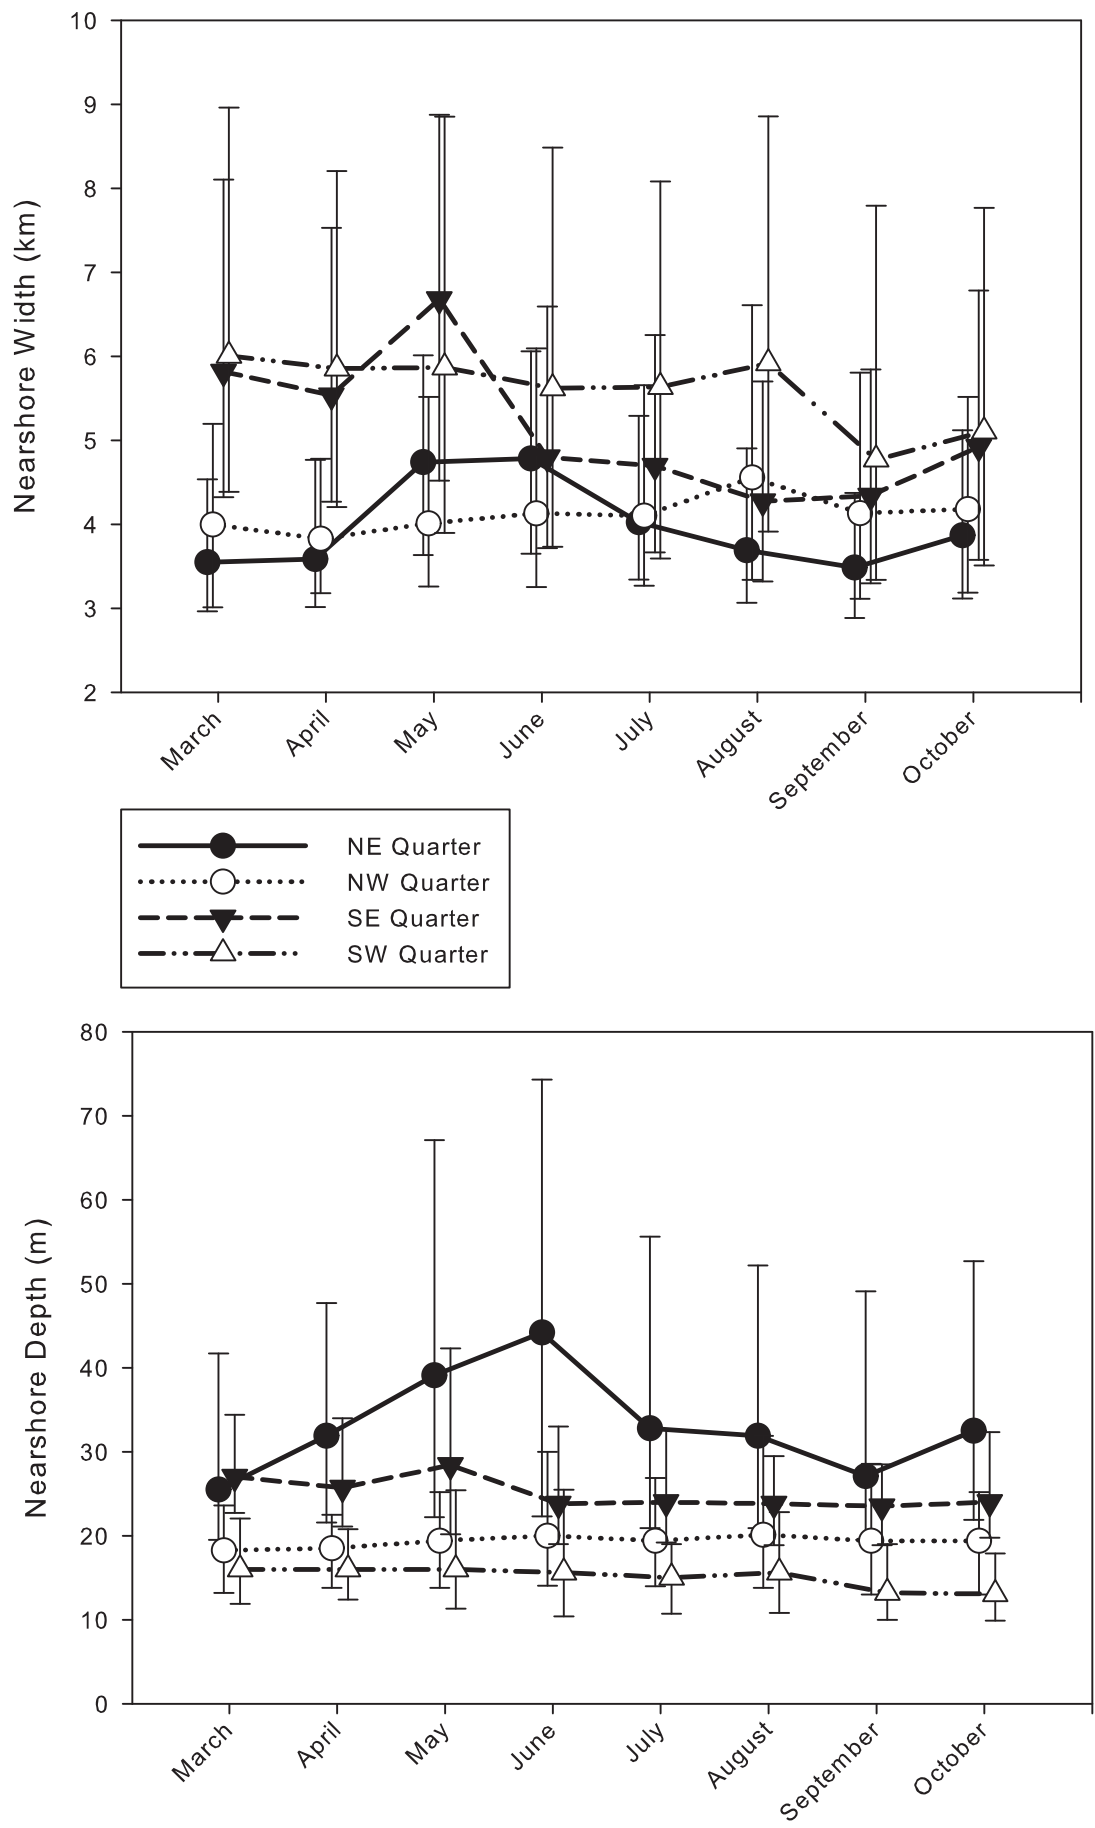 10
9
8
7
6
5
4
3
2
Nearshore Width (km)
March
April
May
June
July
August
September
October
NE Quarter
NW Quarter
SE Quarter
SW Quarter
80
70
60
50
40
30
20
10
0
Nearshore Depth (m)
March
April
May
June
July
August
September
October